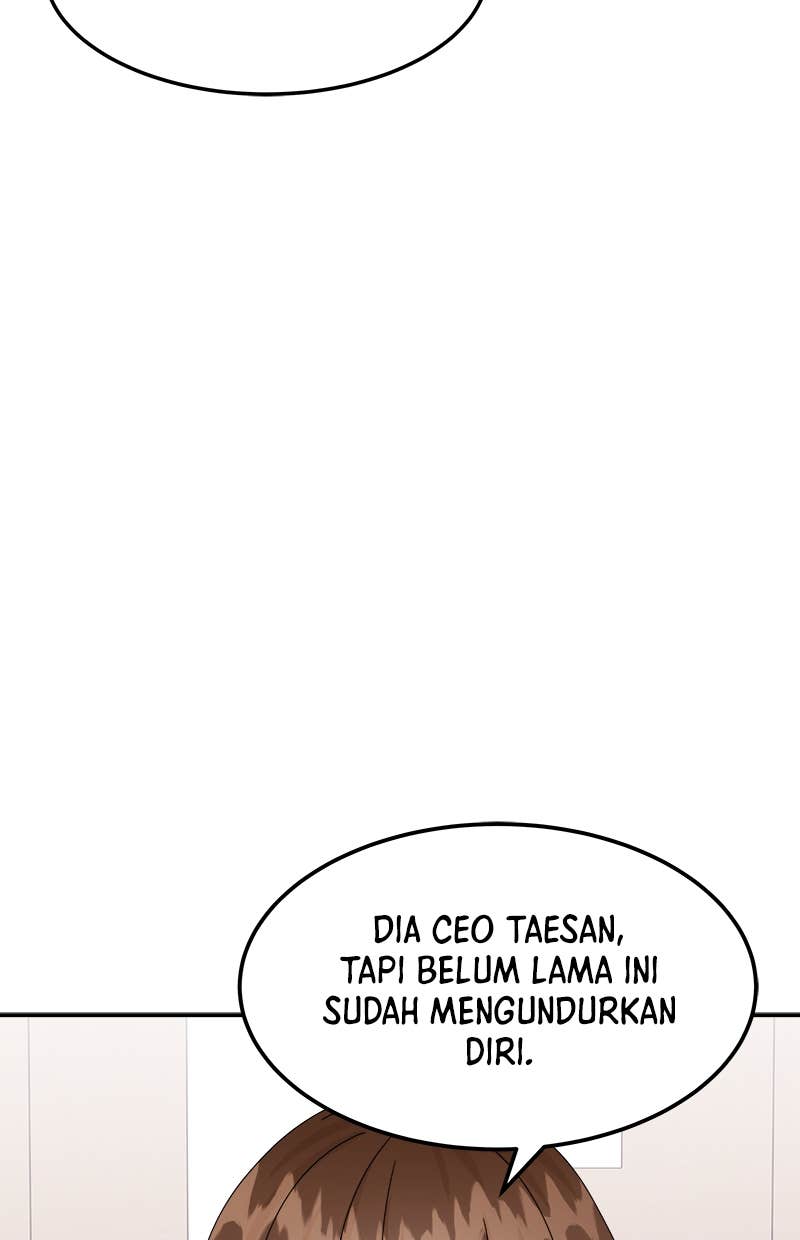 DIA CEO TAESAN,
TAPI BELUM LAMA INI
SUDAH MENGUNDURKAN
DIRI.